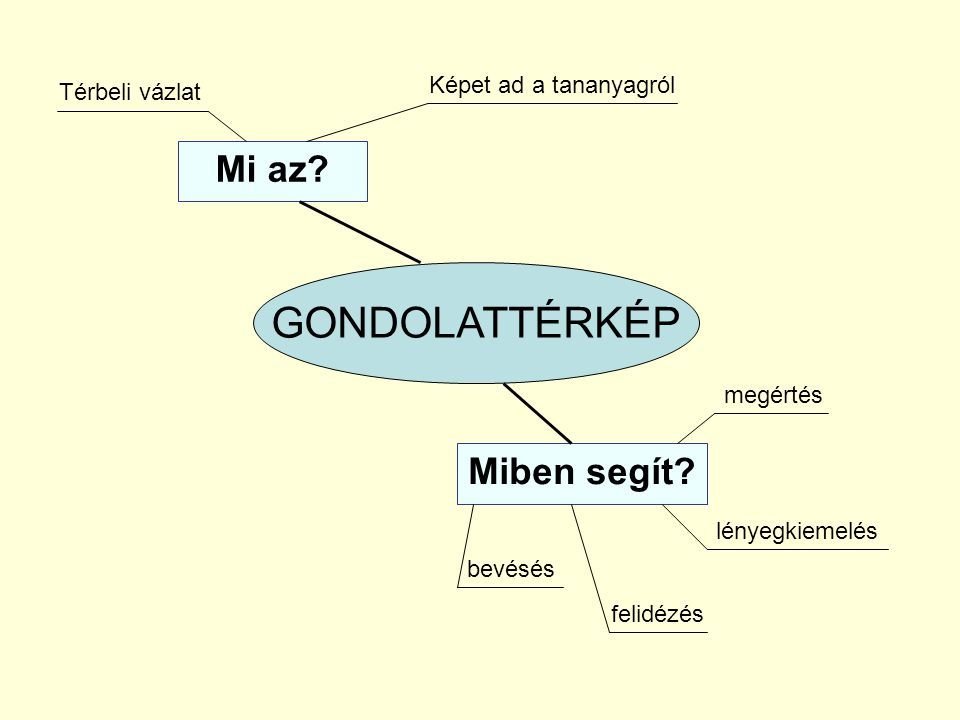 Térbeli vázlat
Képet ad a tananyagról
Mi az?
GONDOLATTÉRKÉP
megértés
Miben segít?
lényegkiemelés
bevésés
felidézés